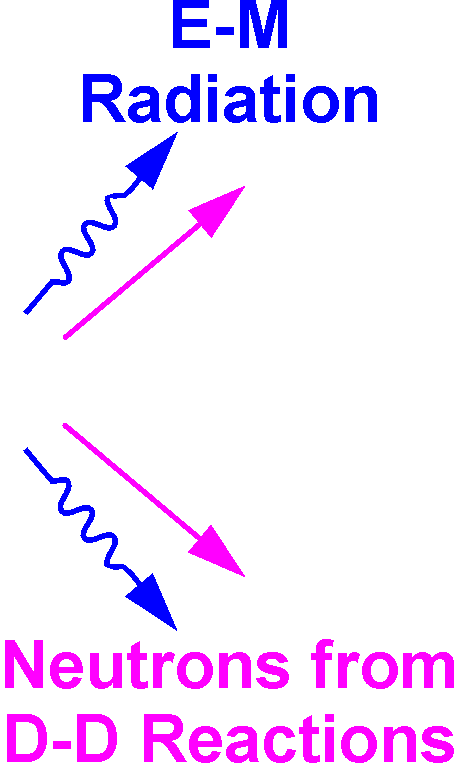 E-M
Radiation
Neutrons from
D-D Reactions